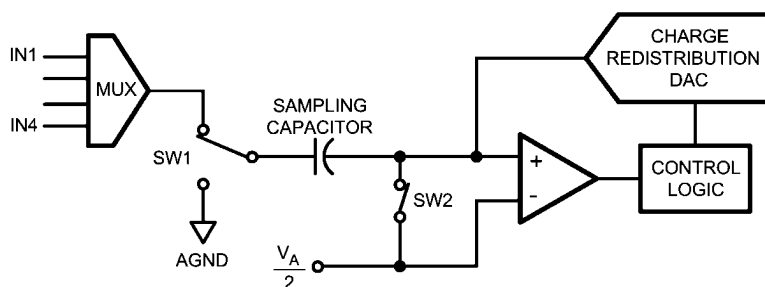 IN1
MUX
IN4
SW1
AGND
SAMPLING
CAPACITOR
SW2
V_A
2
+
-
CHARGE
REDISTRIBUTION
DAC
CONTROL
LOGIC